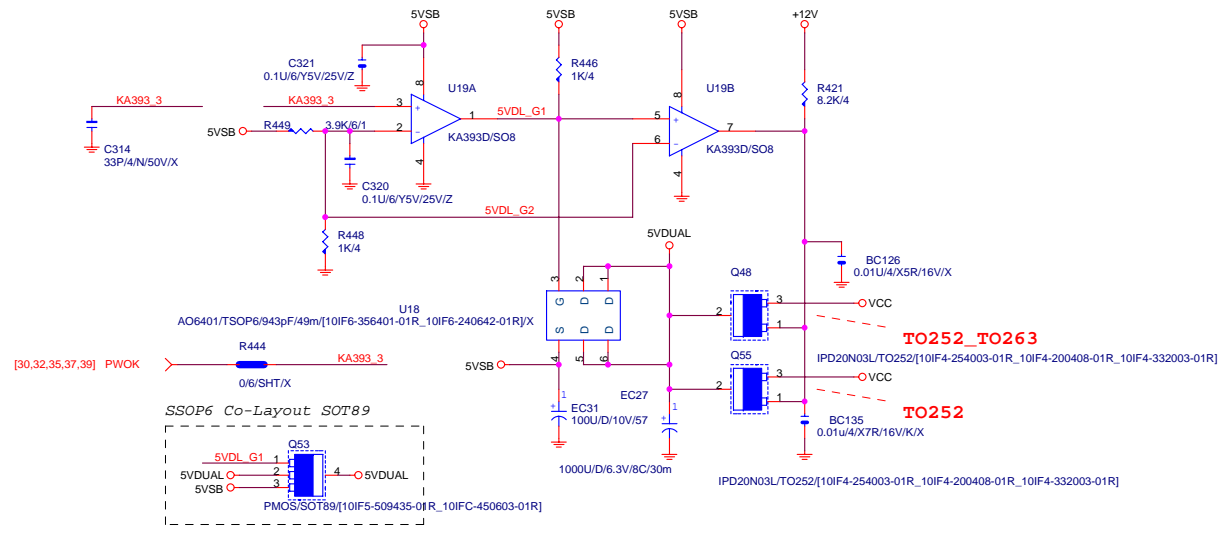 5VSB
5VSB
5VSB
+12V
C321
0.1U/6/Y5V/25V/Z
R446
1K/4
U19A
U19B
R421
8.2K/4
8
8
KA393_3
KA393_3
3
+
1
5VDL_G1
5
+
7
5VSB
R449
3.9K/6/1
2
-
6
-
C314
33P/4/N/50V/X
KA393D/SO8
KA393D/SO8
4
4
C320
0.1U/6/Y5V/25V/Z
5VDL_G2
R448
1K/4
5VDUAL
BC126
0.01U/4/X5R/16V/X
Q48
3
2
1
G
D
D
S
D
D
4
5
6
2
3
VCC
1
U18
AO6401/TSOP6/943pF/49m/[10IF6-356401-01R_10IF6-240642-01R]/X
TO252_TO263
IPD20N03L/TO252/[10IF4-254003-01R_10IF4-200408-01R_10IF4-332003-01R]
R444
[30,32,35,37,39] PWOK
KA393_3
0/6/SHT/X
5VSB
Q55
3
VCC
2
1
EC27
1
+
EC31
100U/D/10V/57
1
+
TO252
BC135
0.01u/4/X7R/16V/K/X
SSOP6 Co-Layout SOT89
Q53
5VDL_G1
1
5VDUAL
2
4
5VDUAL
5VSB
3
PMOS/SOT89/[10IF5-509435-01R_10IFC-450603-01R]
1000U/D/6.3V/8C/30m
IPD20N03L/TO252/[10IF4-254003-01R_10IF4-200408-01R_10IF4-332003-01R]